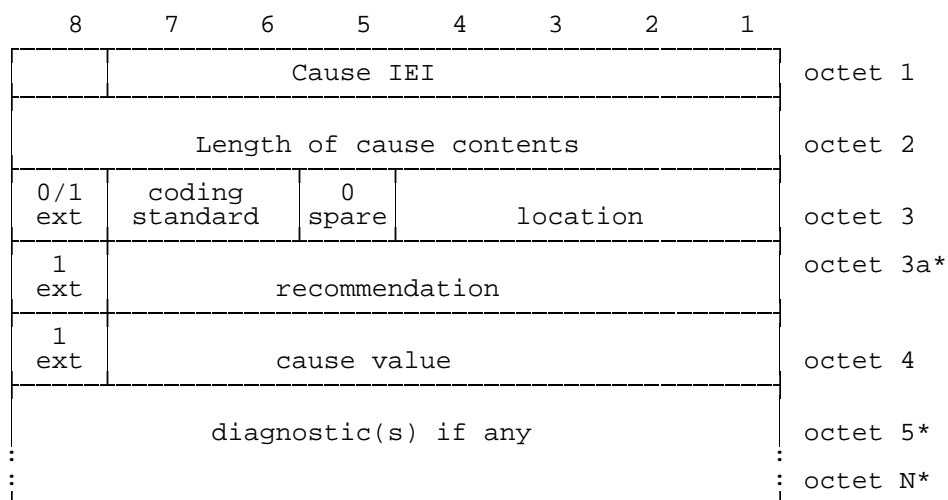 8 7 6 5 4 3 2 1
Cause IEI octet 1
Length of cause contents octet 2
0/1 coding 0
ext standard spare location octet 3
1 octet 3a*
ext recommendation
1
ext cause value octet 4
diagnostic(s) if any octet 5*
: :
: : octet N*